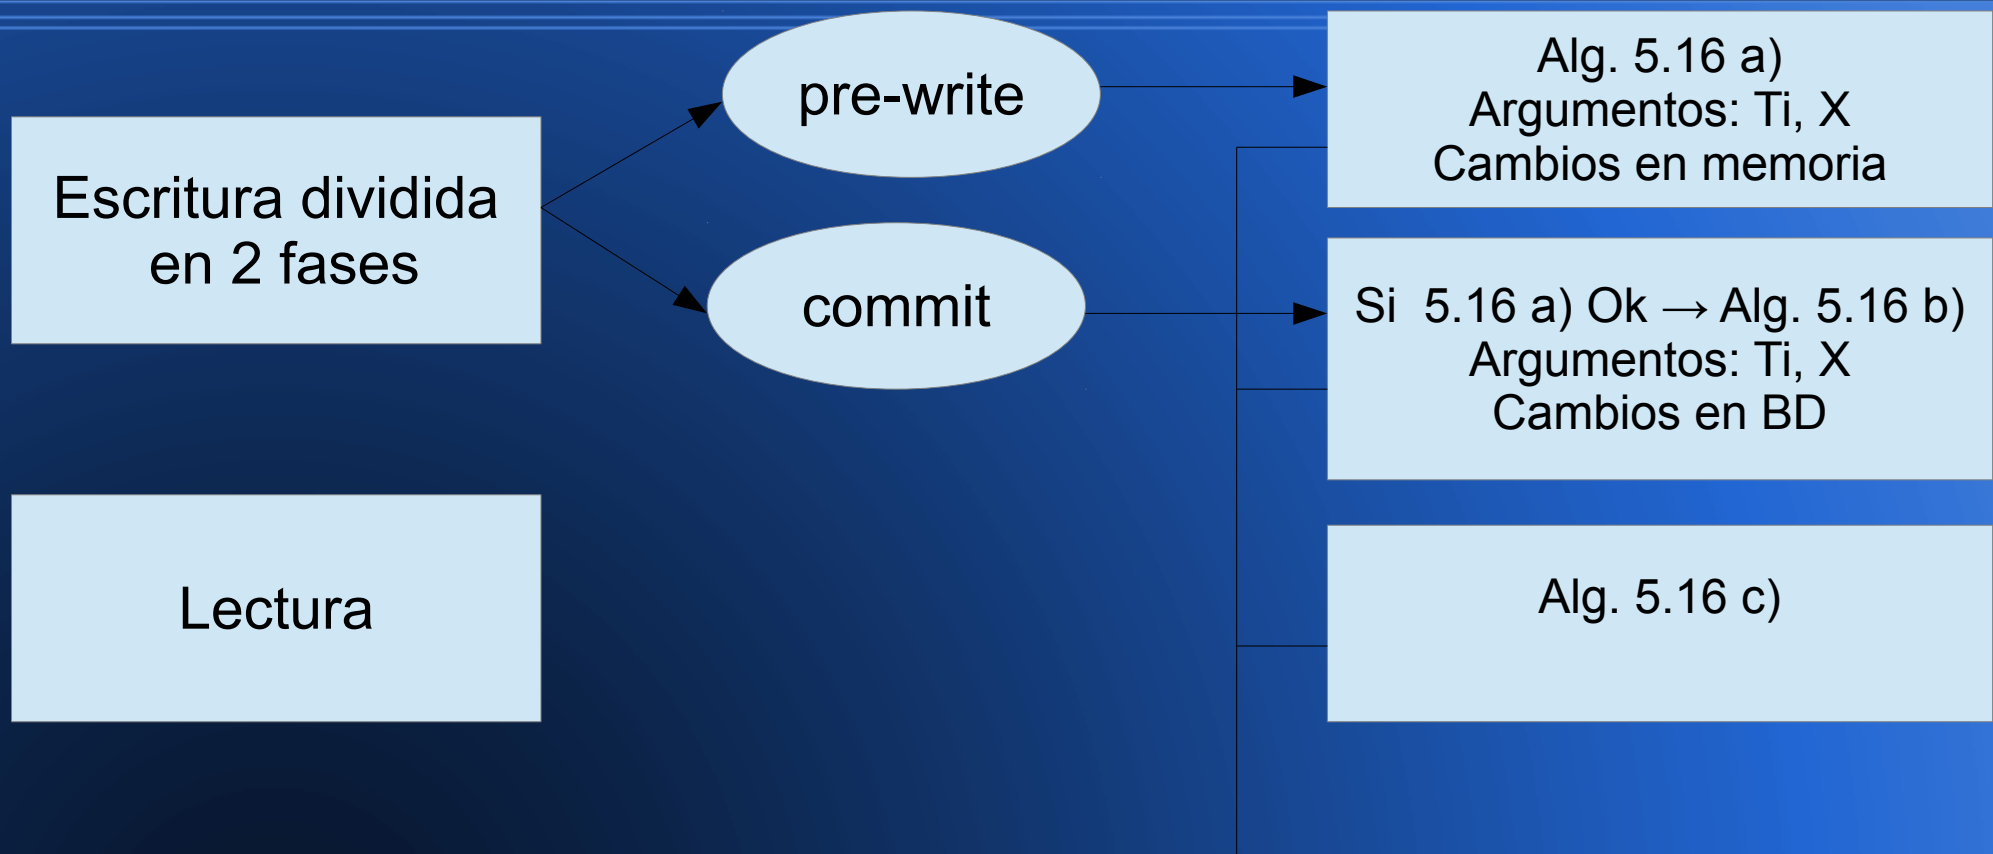 Escritura dividida
en 2 fases
pre-write
commit
Alg. 5.16 a)
Argumentos: Ti, X
Cambios en memoria
Si  5.16 a) Ok → Alg. 5.16 b)
Argumentos: Ti, X
Cambios en BD
Lectura
Alg. 5.16 c)